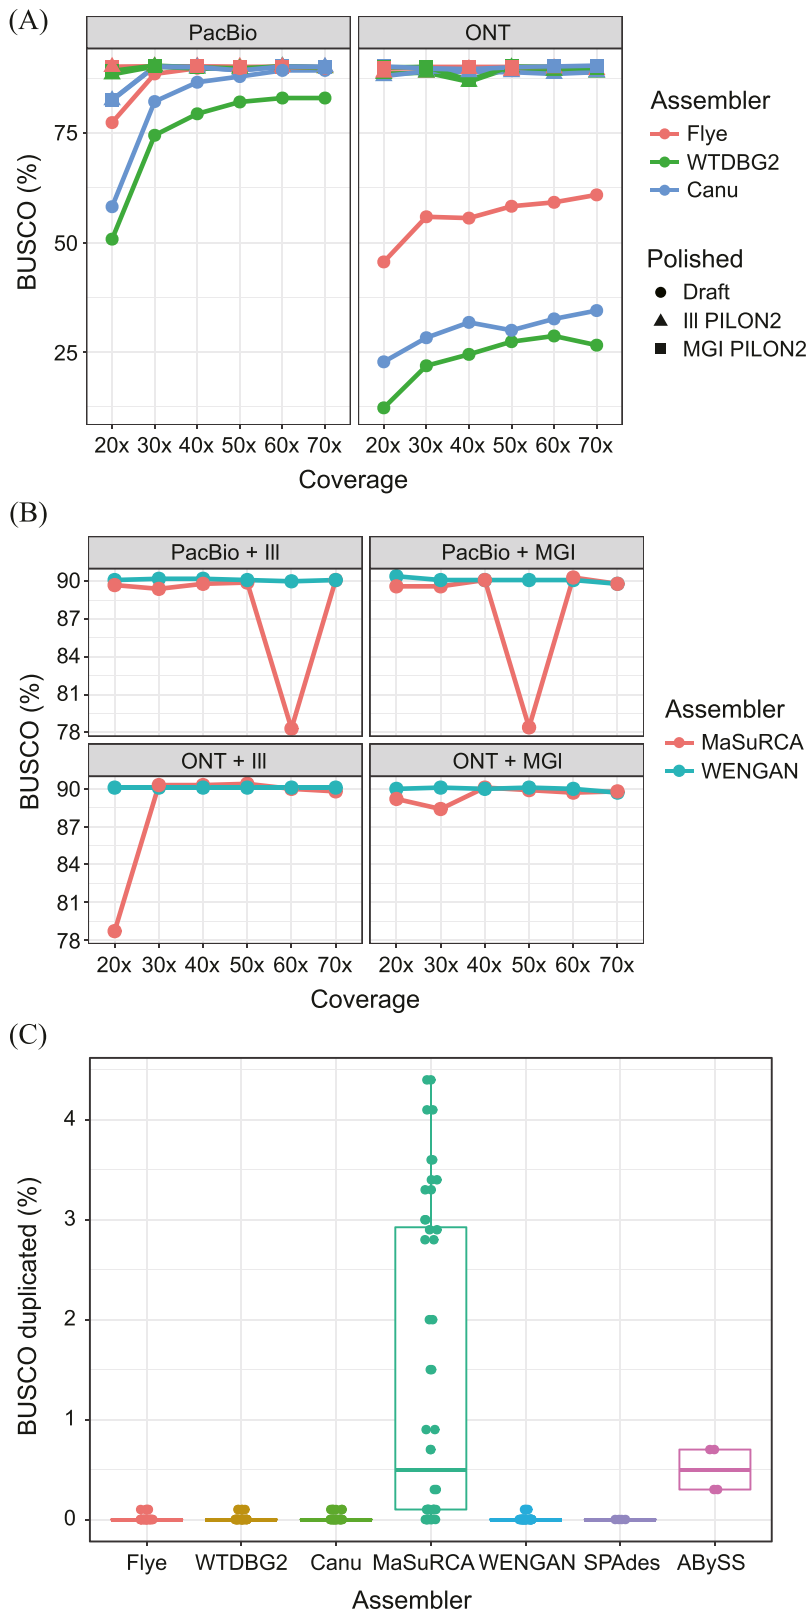 (A)
PacBio
ONT
BUSCO (%)
75
50
25
20x 30x 40x 50x 60x 70x
20x 30x 40x 50x 60x 70x
Coverage
Assembler
Flye
WTDBG2
Canu
Polished
Draft
Ill PILON2
MGI PILON2
(B)
PacBio + Ill
PacBio + MGI
90
87
84
81
78
ONT + Ill
ONT + MGI
90
87
84
81
78
BUSCO (%)
20x 30x 40x 50x 60x 70x
20x 30x 40x 50x 60x 70x
Coverage
Assembler
MaSuRCA
WENGAN
(C)
BUSCO duplicated (%)
4
3
2
1
0
Flye WTDBG2 Canu MaSuRCA WENGAN SPAdes ABySS
Assembler